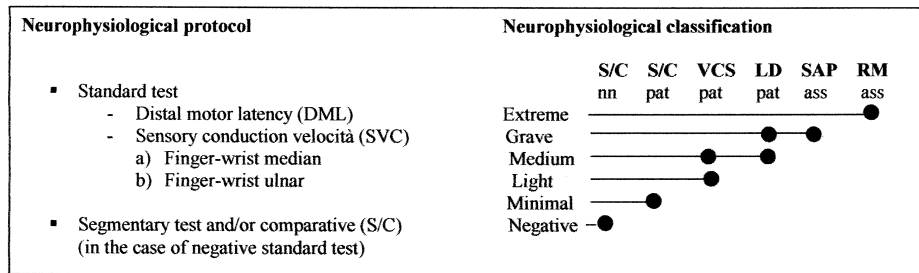 Neurophysiological protocol
▪ Standard test
- Distal motor latency (DML)
- Sensory conduction velocità (SVC)
a) Finger-wrist median
b) Finger-wrist ulnar
▪ Segmentary test and/or comparative (S/C)
(in the case of negative standard test)
Neurophysiological classification
S/C S/C VCS LD SAP RM
nn pat pat pat ass ass
Extreme
Grave
Medium
Light
Minimal
Negative